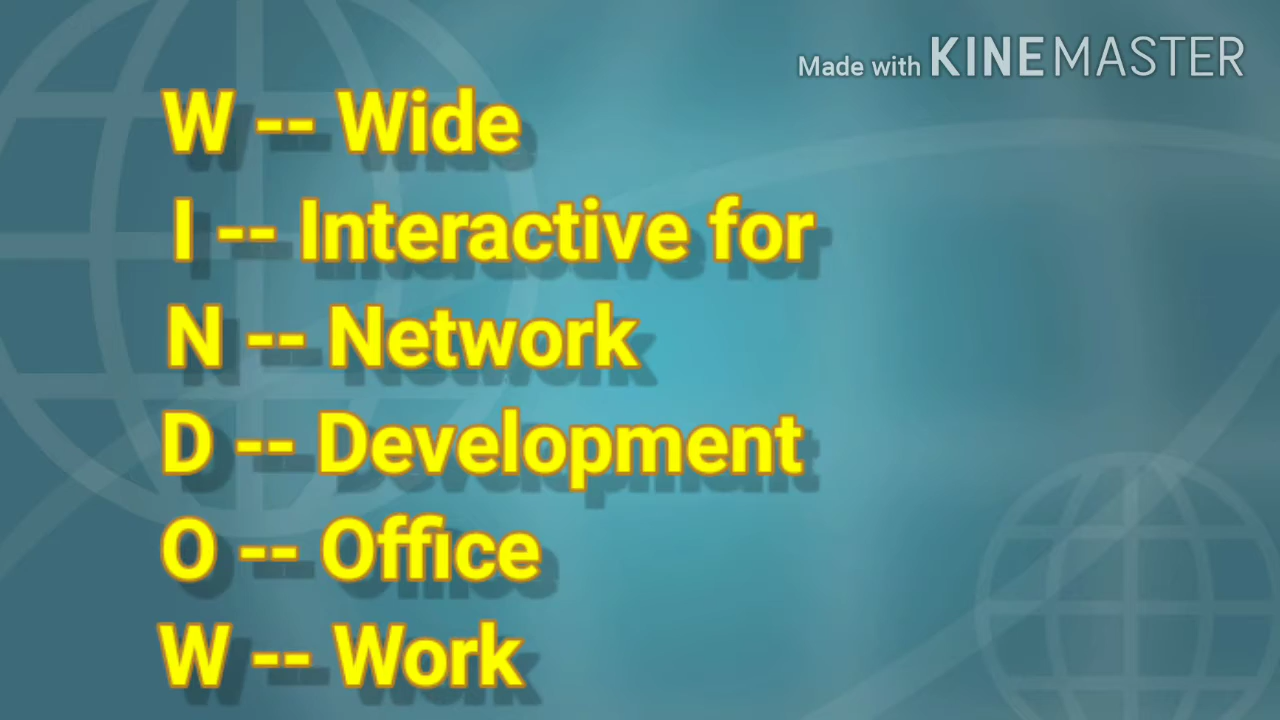 Made with KINEMASTER
W -- Wide
I -- Interactive for
N -- Network
D -- Development
O -- Office
W -- Work